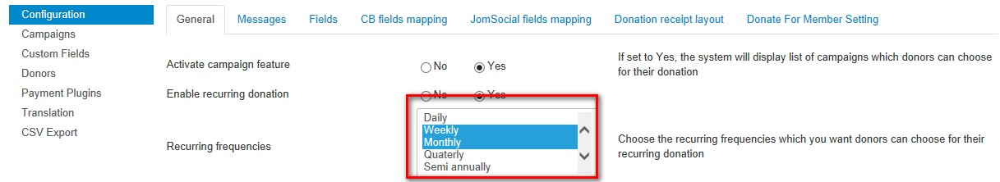 Configuration
Campaigns
Custom Fields
Donors
Payment Plugins
Translation
CSV Export
General Messages Fields CB fields mapping JomSocial fields mapping Donation receipt layout Donate For Member Setting
Activate campaign feature No Yes If set to Yes, the system will display list of campaigns which donors can choose
for their donation
Enable recurring donation No Yes
Recurring frequencies
Daily
Weekly
Monthly
Quaterly
Semi annually
Choose the recurring frequencies which you want donors can choose for their
recurring donation